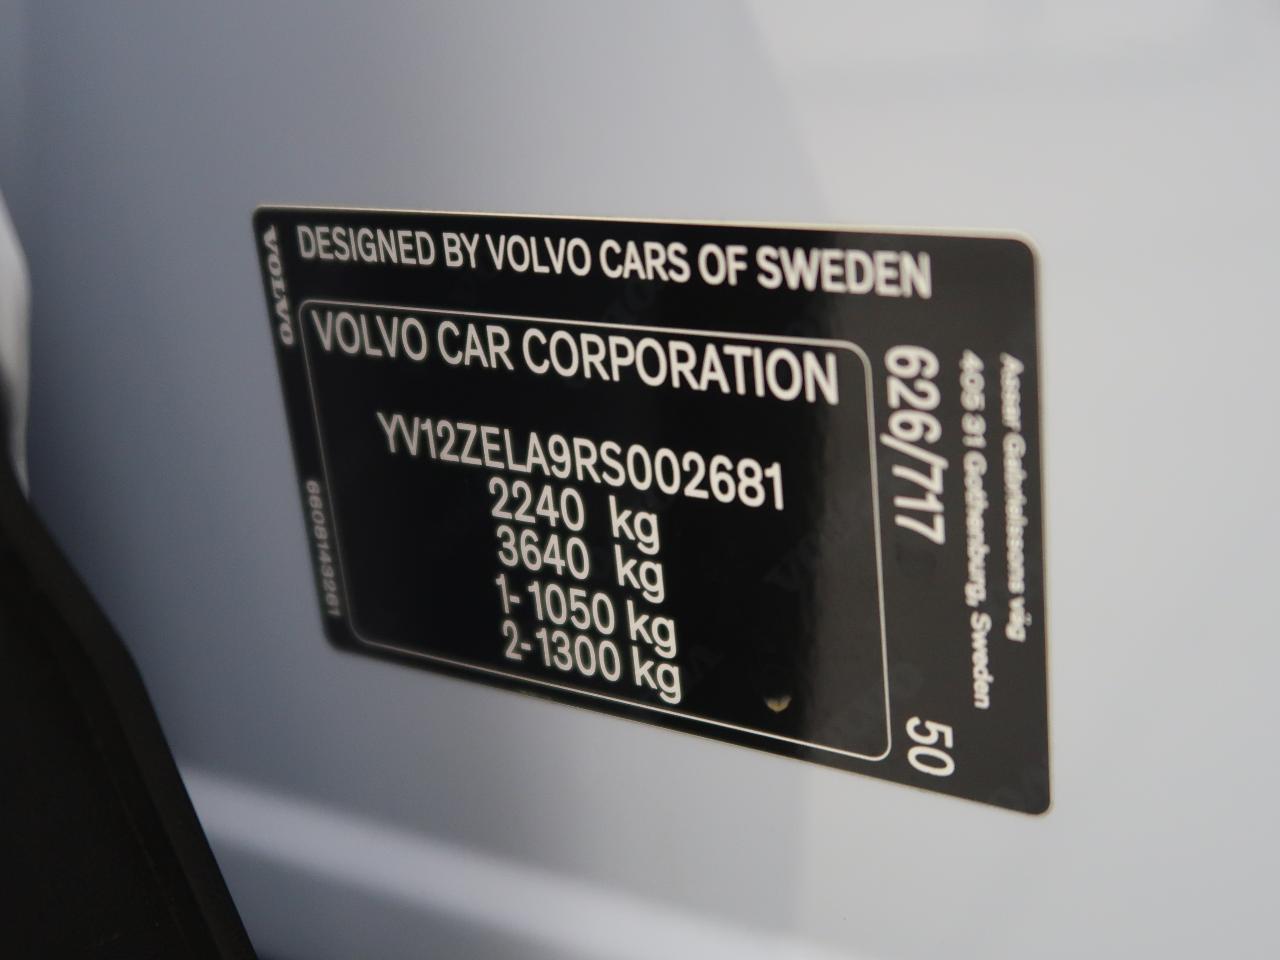 DESIGNED BY VOLVO CARS OF SWEDEN
VOLVO
VOLVO CAR CORPORATION
YV12ZELA9RS002681
2240 kg
3640 kg
1-1050 kg
2-1300 kg
626/717
50
Assar Gabrielssons väg
405 31 Gothenburg, Sweden